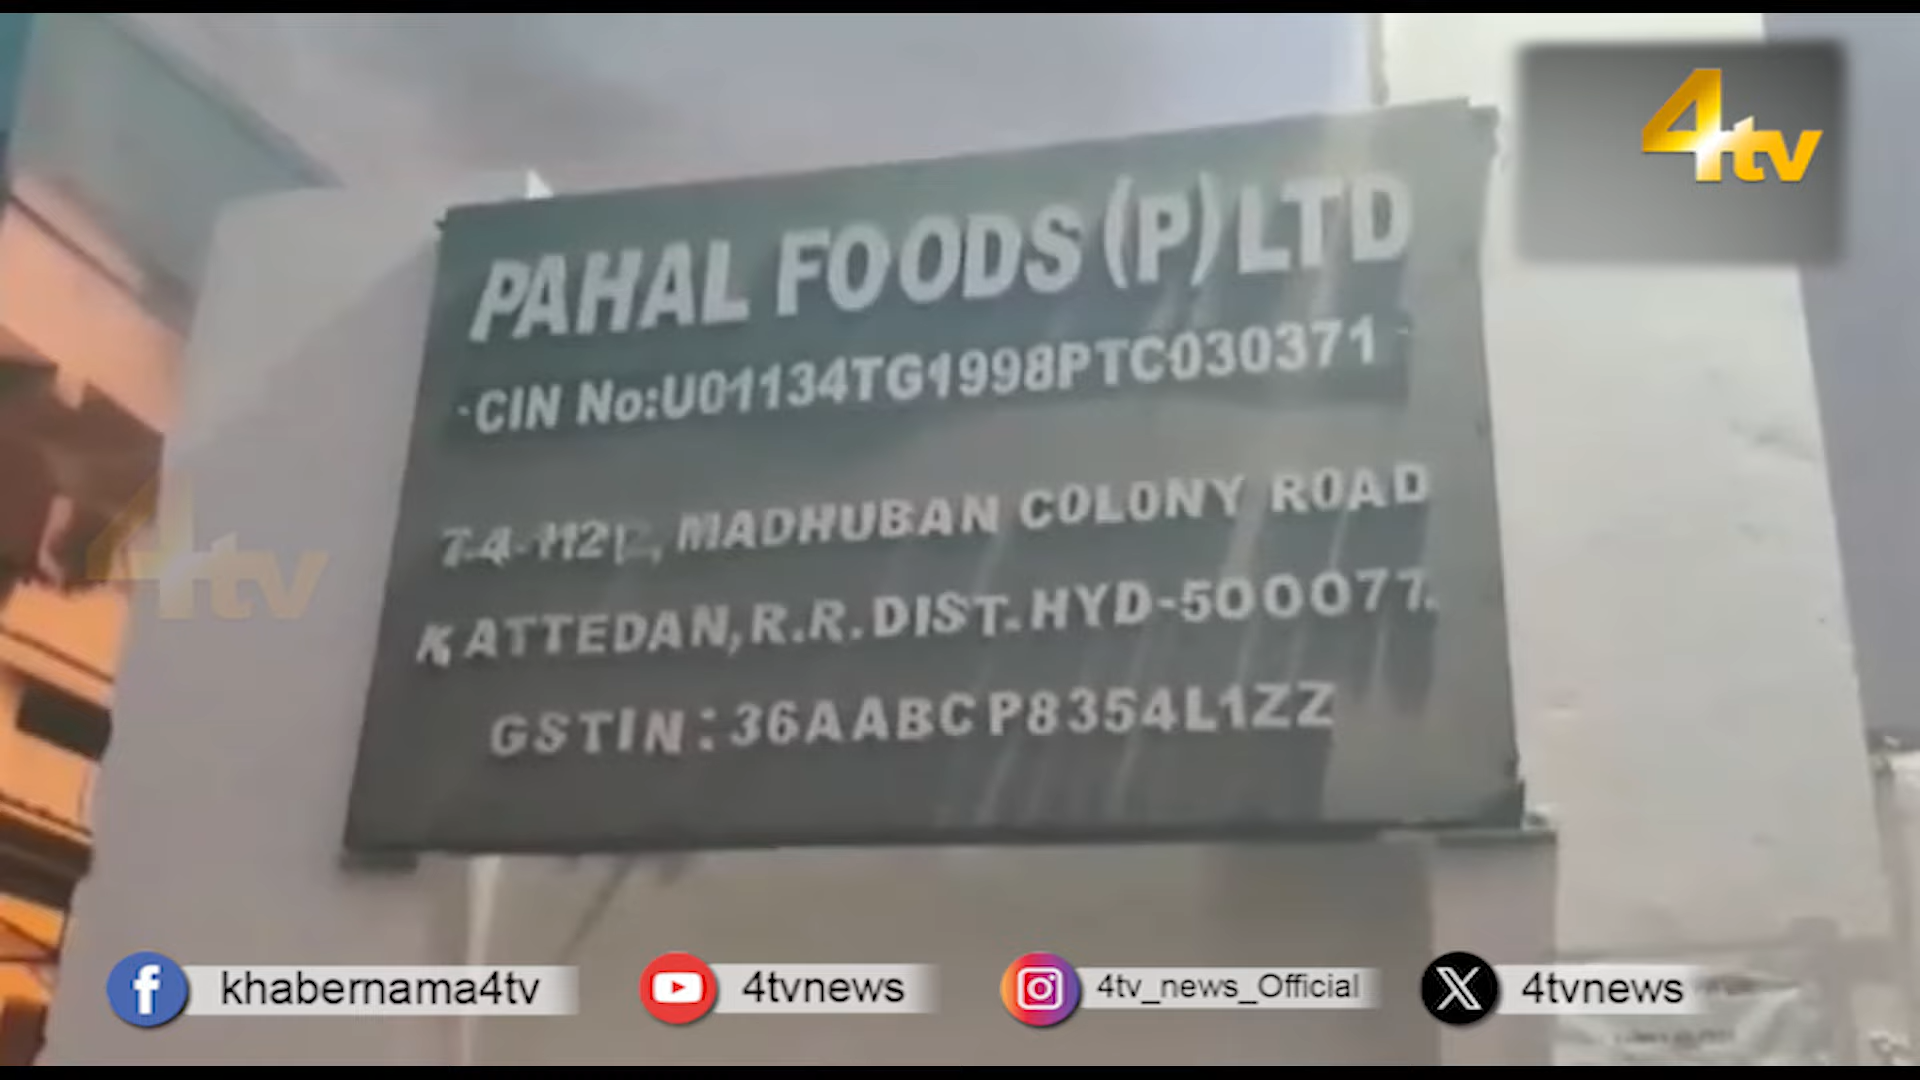 4tv
PAHAL FOODS (P) LTD
CIN No:U01134TG1998PTC030371
MADHUBAN COLONY ROAD
KATTEDAN, R.R.DIST.HYD-500077.
GSTIN : 36AABCP8354L1ZZ
4tv
khabernama4tv
4tvnews
4tv_news_Official
4tvnews